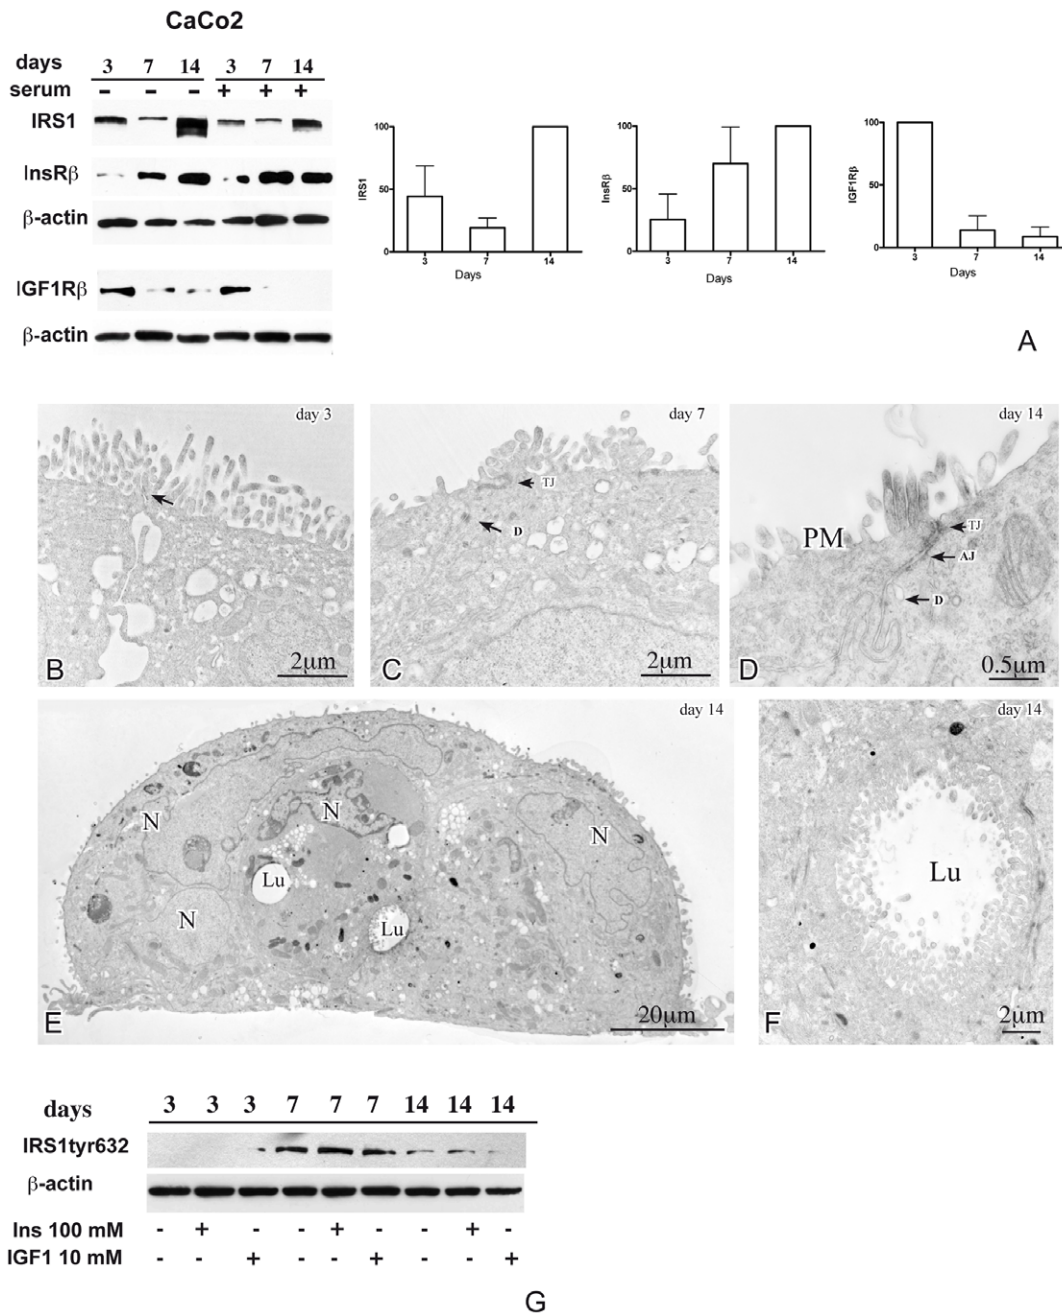 CaCo2
days 3 7 14 3 7 14
serum - - - + + +
IRS1
InsRβ
β-actin
IGF1Rβ
β-actin
100
50
0
IRS1
3 7 14
Days
100
50
0
InsRβ
3 7 14
Days
100
50
0
IGF1Rβ
3 7 14
Days
A
day 3
B
2μm
day 7
TJ
D
C
2μm
day 14
PM
TJ
AJ
D
D
0.5μm
day 14
N
N
N
N
Lu
Lu
E
20μm
day 14
Lu
F
2μm
days 3 3 3 7 7 7 14 14 14
IRS1tyr632
β-actin
Ins 100 mM - + - - + - - + -
IGF1 10 mM - - + - - + - - +
G